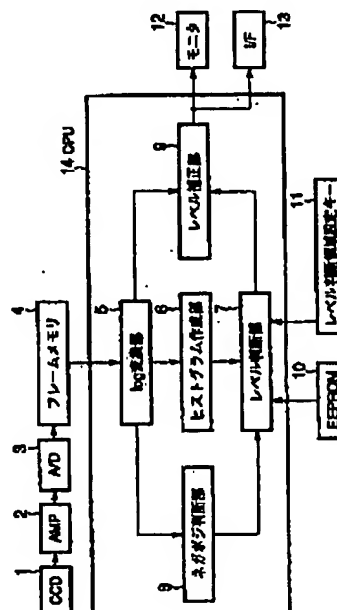 1
CCD
2
AMP
3
A/D
4
フレームメモリ
14 CPU
5
log変換部
6
ヒストグラム作成部
7
レベル判断部
8
ネガポジ判断部
9
レベル補正部
10
EEPROM
11
レベル判断領域設定キー
12
モニタ
13
I/F